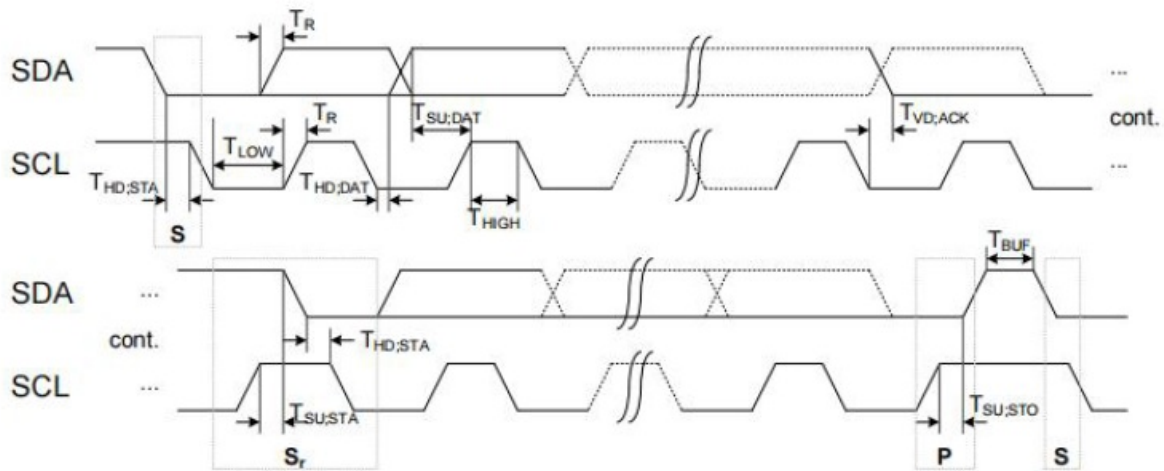 T_R
SDA ...
T_SU;DAT T_VD;ACK
T_R cont.
T_LOW
SCL ...
T_HD;STA T_HD;DAT
T_HIGH
S
T_BUF
SDA ...
cont. T_HD;STA
SCL ...
T_SU;STA T_SU;STO
S_r P S